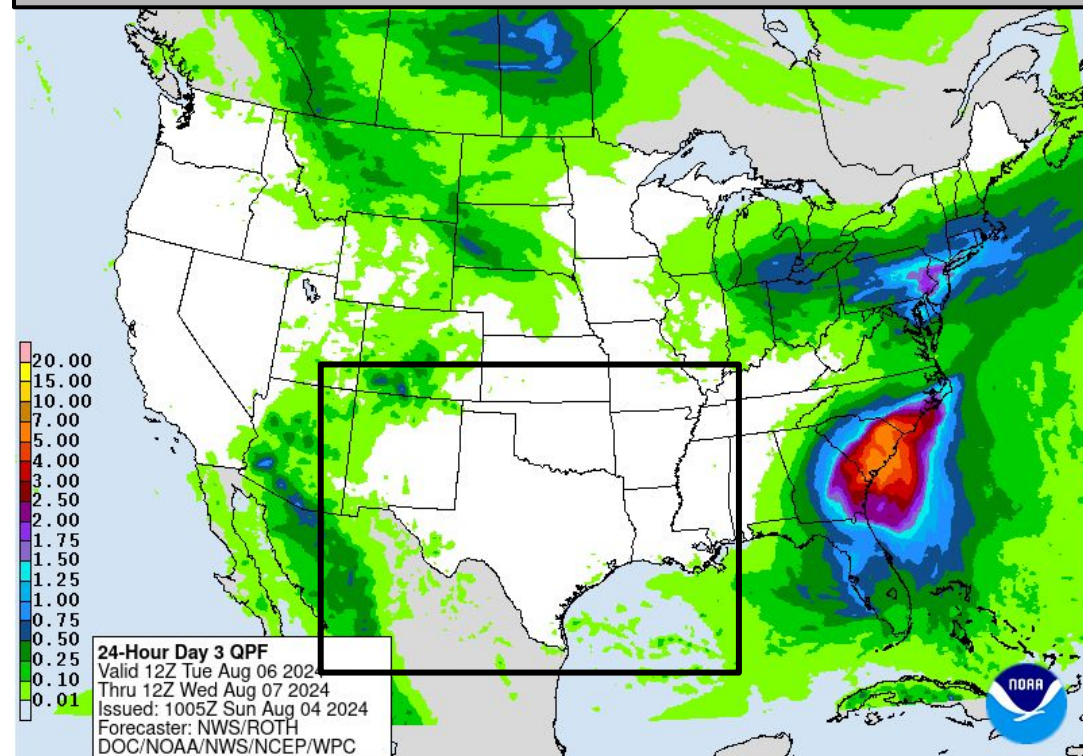 20.00
15.00
10.00
7.00
5.00
4.00
3.00
2.50
2.00
1.75
1.50
1.25
1.00
0.75
0.50
0.25
0.10
0.01
24-Hour Day 3 QPF
Valid 12Z Tue Aug 06 2024
Thru 12Z Wed Aug 07 2024
Issued: 1005Z Sun Aug 04 2024
Forecaster: NWS/ROTH
DOC/NOAA/NWS/NCEP/WPC
NOAA